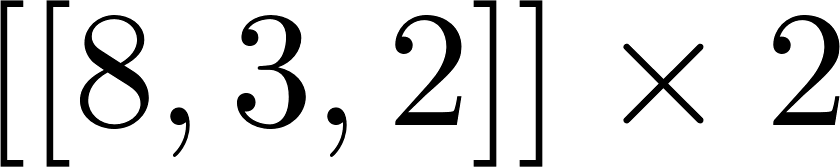 [[8, 3, 2]] × 2